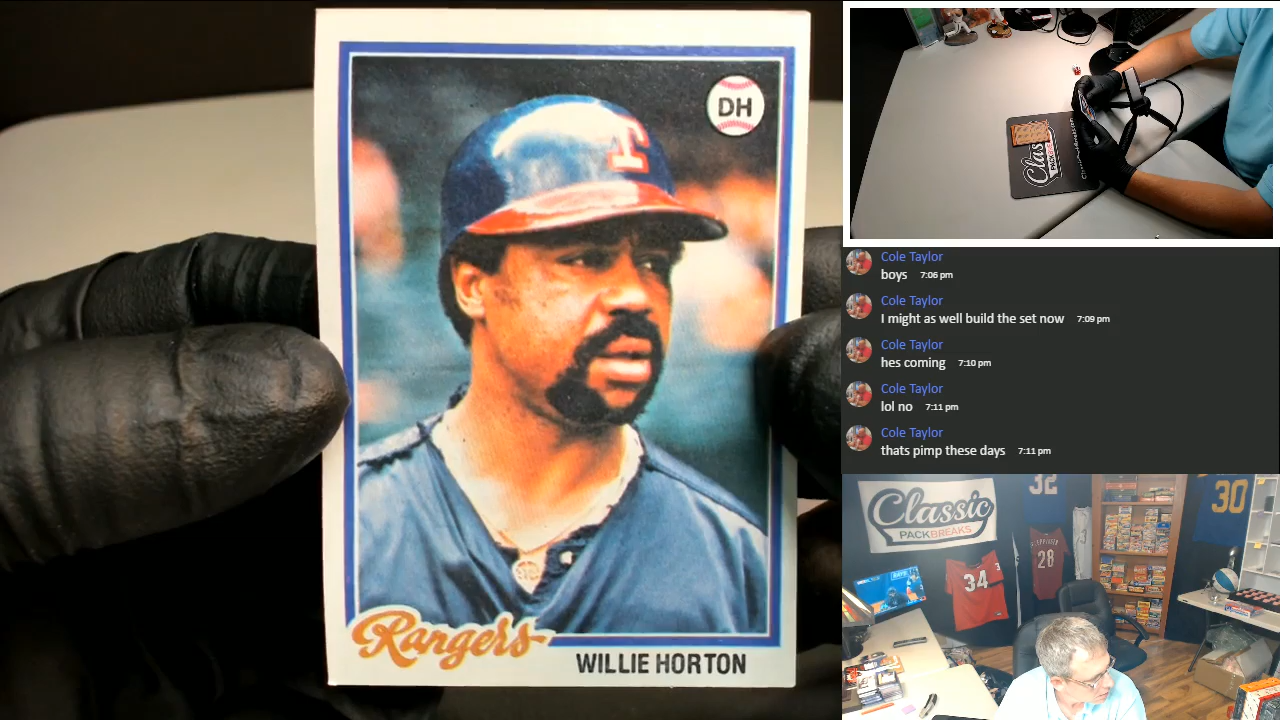 DH
T
Rangers
WILLIE HORTON
Clas
Cole Taylor
boys 7:06 pm
Cole Taylor
I might as well build the set now 7:09 pm
Cole Taylor
hes coming 7:10 pm
Cole Taylor
lol no 7:11 pm
Cole Taylor
thats pimp these days 7:11 pm
Classic
PACKBREAKS
32
30
28
34